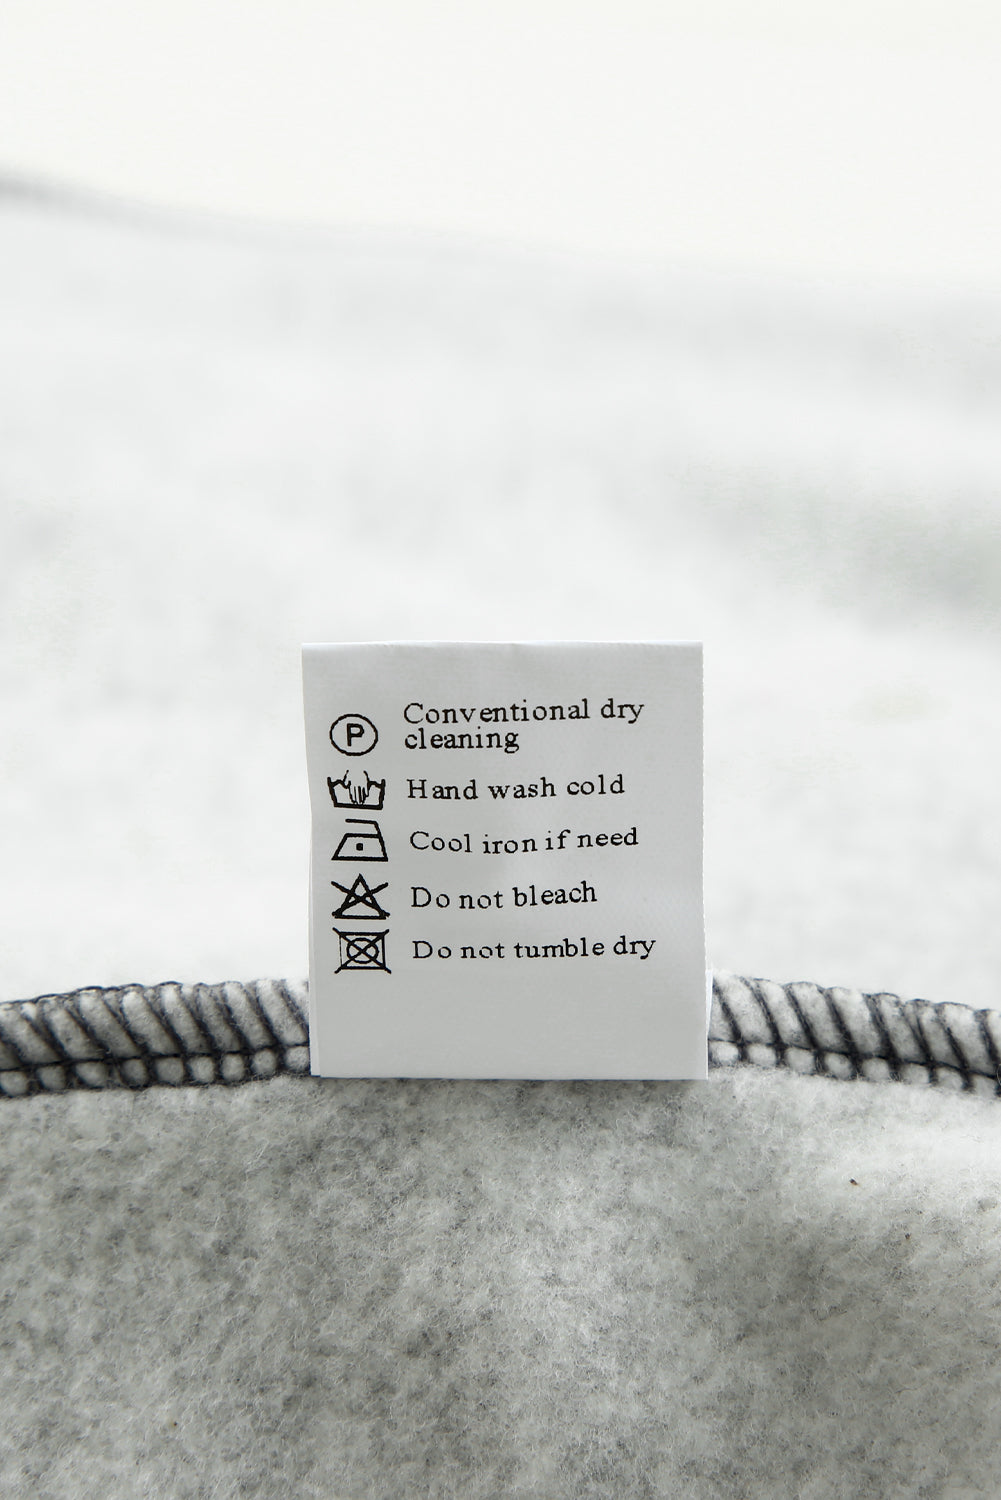 P
Conventional dry
cleaning
Hand wash cold
Cool iron if need
Do not bleach
Do not tumble dry